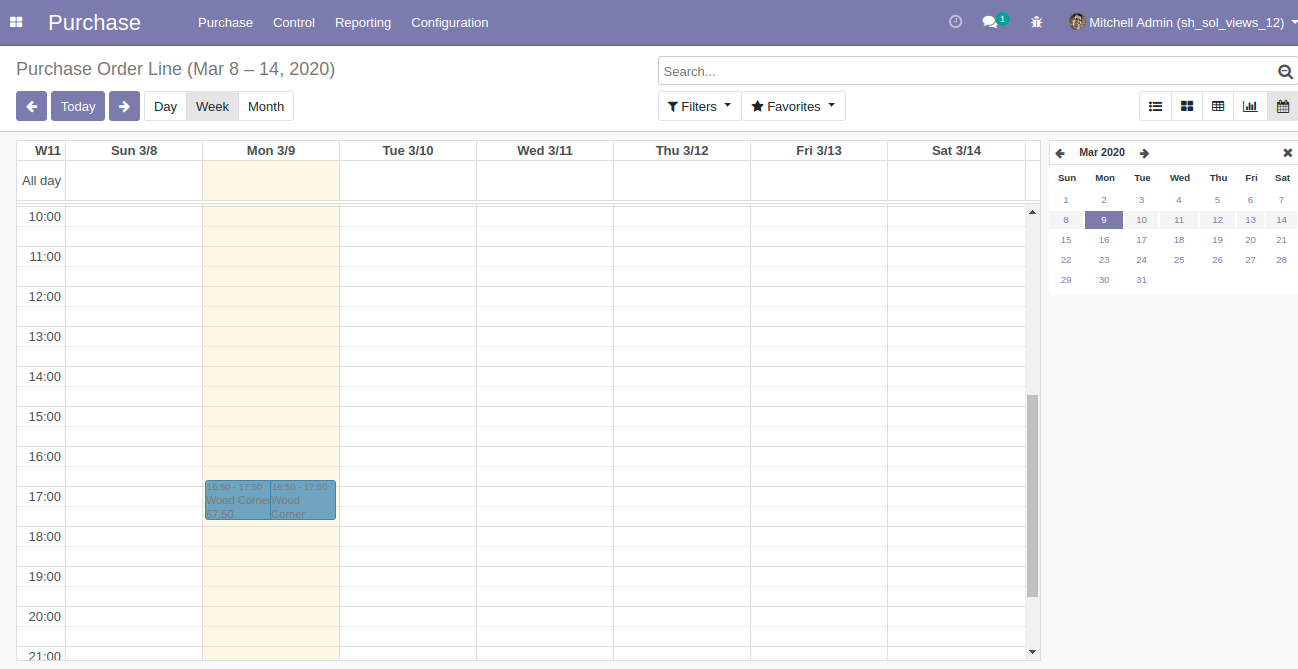 Purchase Purchase Control Reporting Configuration 1 Mitchell Admin (sh_sol_views_12)
Purchase Order Line (Mar 8 – 14, 2020)
Search...
Today Day Week Month Filters Favorites
W11 Sun 3/8 Mon 3/9 Tue 3/10 Wed 3/11 Thu 3/12 Fri 3/13 Sat 3/14
All day
10:00
11:00
12:00
13:00
14:00
15:00
16:00
17:00
18:00
19:00
20:00
21:00
16:50 - 17:50
Wood Corner
67.50
16:50 - 17:50
Wood
Corner
Mar 2020
Sun Mon Tue Wed Thu Fri Sat
1 2 3 4 5 6 7
8 9 10 11 12 13 14
15 16 17 18 19 20 21
22 23 24 25 26 27 28
29 30 31